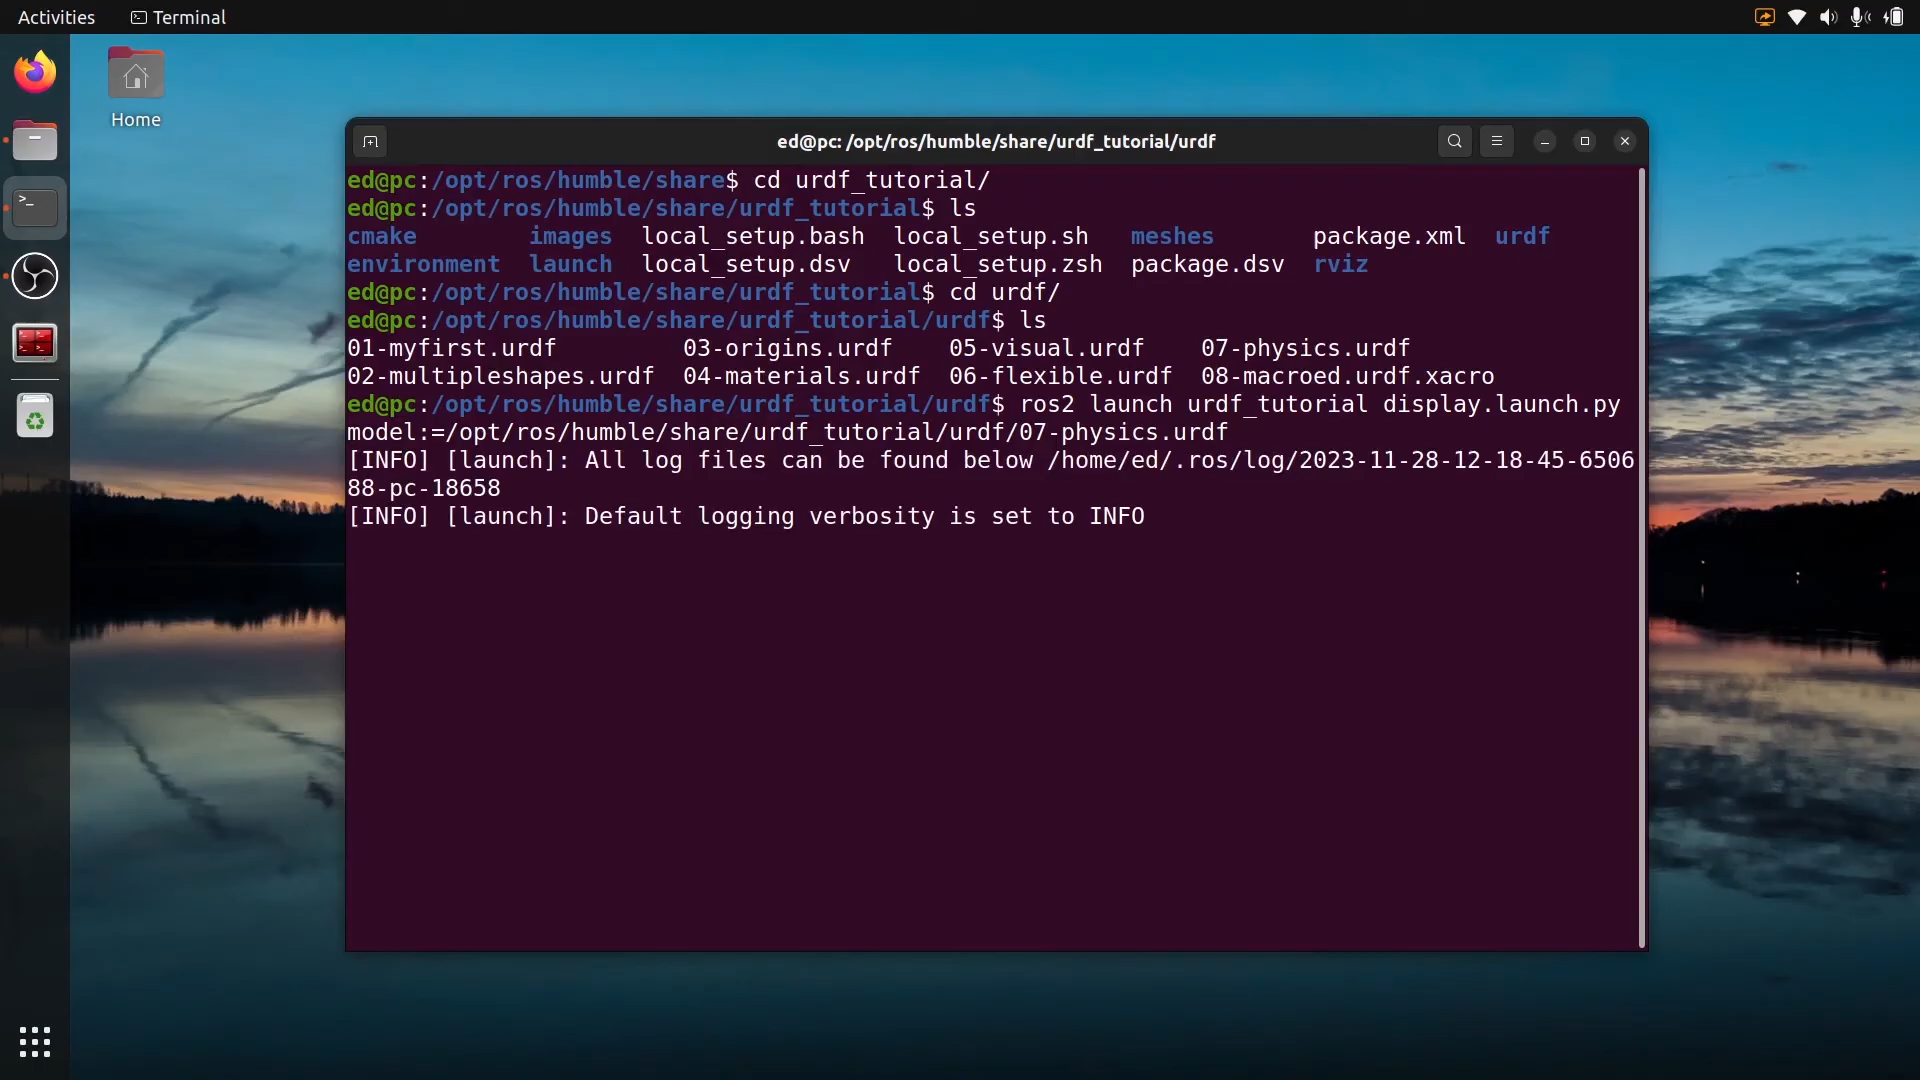 Activities
Terminal
Home
ed@pc: /opt/ros/humble/share/urdf_tutorial/urdf
ed@pc:/opt/ros/humble/share$ cd urdf_tutorial/
ed@pc:/opt/ros/humble/share/urdf_tutorial$ ls
cmake images local_setup.bash local_setup.sh meshes package.xml urdf
environment launch local_setup.dsv local_setup.zsh package.dsv rviz
ed@pc:/opt/ros/humble/share/urdf_tutorial$ cd urdf/
ed@pc:/opt/ros/humble/share/urdf_tutorial/urdf$ ls
01-myfirst.urdf 03-origins.urdf 05-visual.urdf 07-physics.urdf
02-multipleshapes.urdf 04-materials.urdf 06-flexible.urdf 08-macroed.urdf.xacro
ed@pc:/opt/ros/humble/share/urdf_tutorial/urdf$ ros2 launch urdf_tutorial display.launch.py
model:=/opt/ros/humble/share/urdf_tutorial/urdf/07-physics.urdf
[INFO] [launch]: All log files can be found below /home/ed/.ros/log/2023-11-28-12-18-45-6506
88-pc-18658
[INFO] [launch]: Default logging verbosity is set to INFO